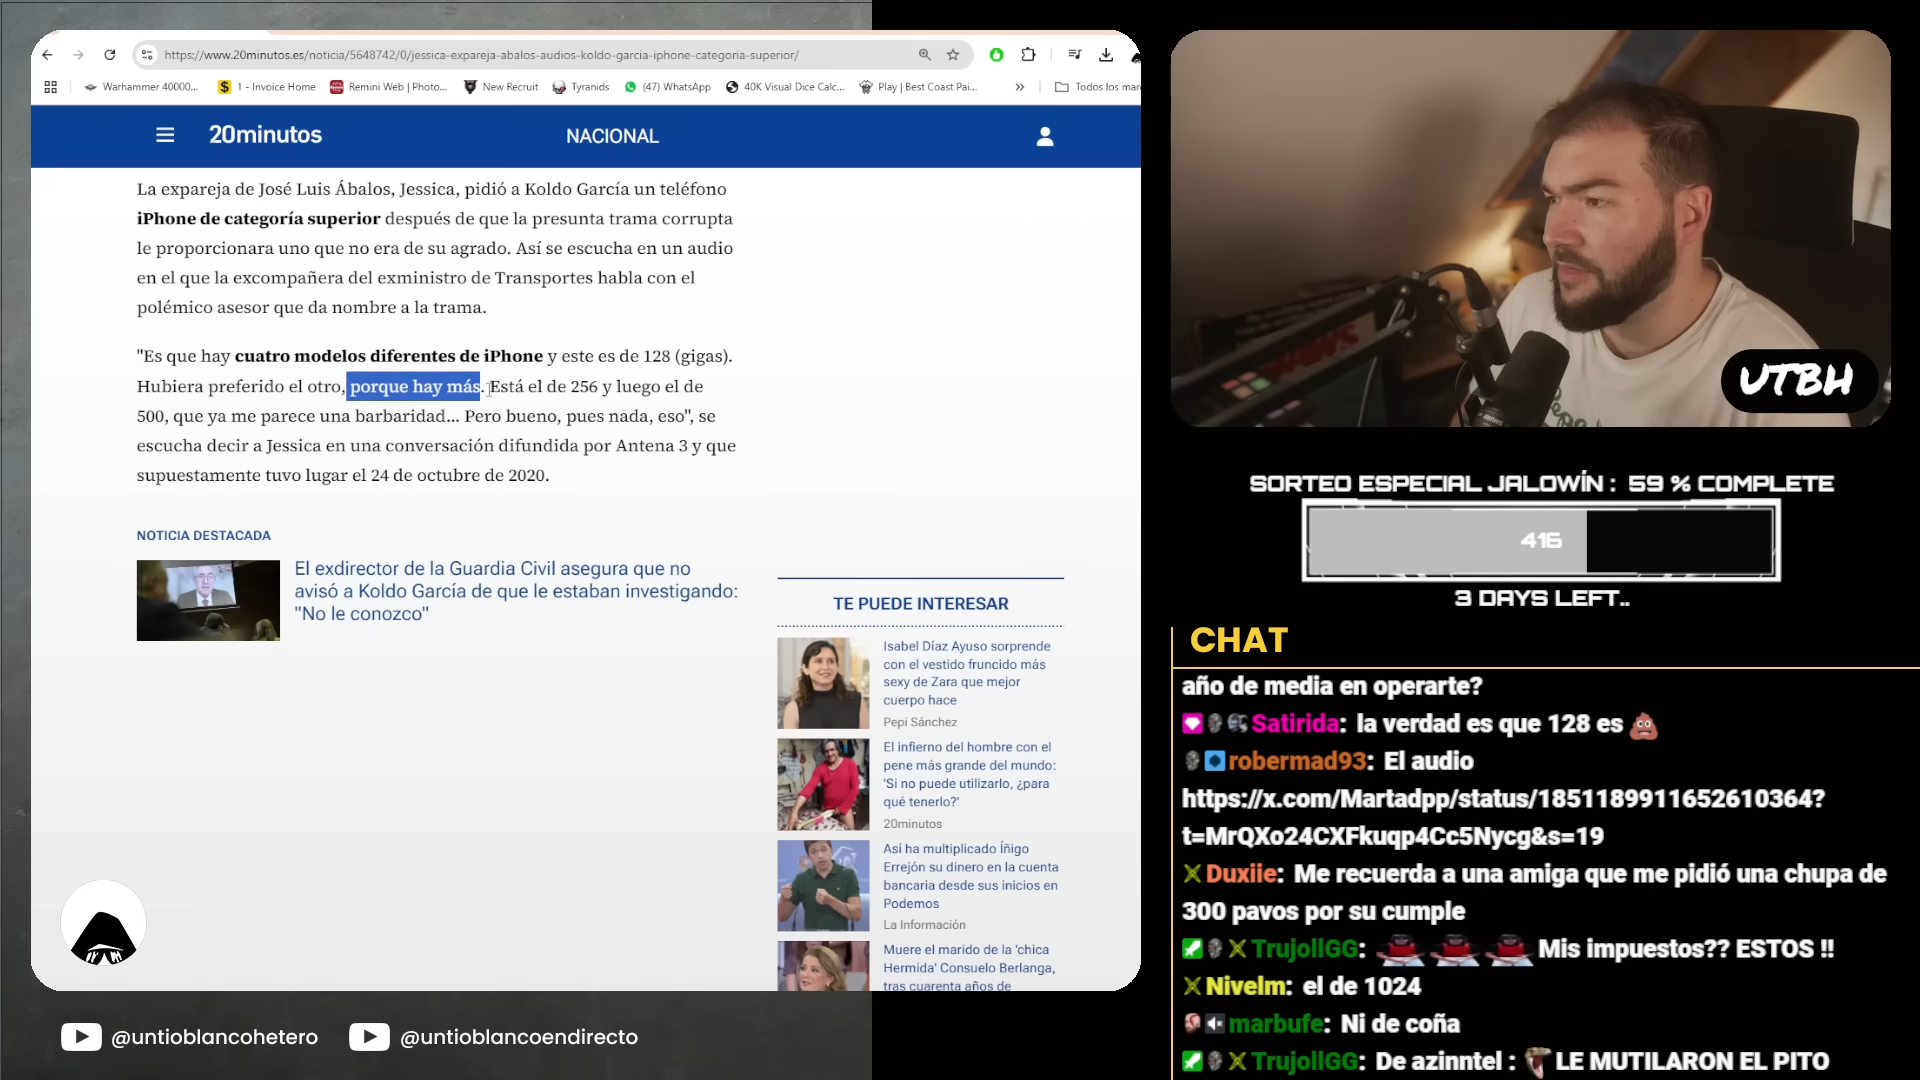 https://www.20minutos.es/noticia/5648742/0/jessica-expareja-abalos-audios-koldo-garcia-iphone-categoria-superior/
Warhammer 40000...
1 - Invoice Home
Remini Web | Photo...
New Recruit
Tyranids
(47) WhatsApp
40K Visual Dice Calc...
Play | Best Coast Pai...
»
Todos los mar
20minutos
NACIONAL
La expareja de José Luis Ábalos, Jessica, pidió a Koldo García un teléfono
iPhone de categoría superior después de que la presunta trama corrupta
le proporcionara uno que no era de su agrado. Así se escucha en un audio
en el que la excompañera del exministro de Transportes habla con el
polémico asesor que da nombre a la trama.
"Es que hay cuatro modelos diferentes de iPhone y este es de 128 (gigas).
Hubiera preferido el otro, porque hay más. Está el de 256 y luego el de
500, que ya me parece una barbaridad... Pero bueno, pues nada, eso", se
escucha decir a Jessica en una conversación difundida por Antena 3 y que
supuestamente tuvo lugar el 24 de octubre de 2020.
NOTICIA DESTACADA
El exdirector de la Guardia Civil asegura que no
avisó a Koldo García de que le estaban investigando:
"No le conozco"
TE PUEDE INTERESAR
Isabel Díaz Ayuso sorprende
con el vestido fruncido más
sexy de Zara que mejor
cuerpo hace
Pepi Sánchez
El infierno del hombre con el
pene más grande del mundo:
'Si no puede utilizarlo, ¿para
qué tenerlo?'
20minutos
Así ha multiplicado Íñigo
Errejón su dinero en la cuenta
bancaria desde sus inicios en
Podemos
La Información
Muere el marido de la 'chica
Hermida' Consuelo Berlanga,
tras cuarenta años de
@untioblancohetero
@untioblancoendirecto
UTBH
SORTEO ESPECIAL JALOWÍN : 59 % COMPLETE
416
3 DAYS LEFT..
CHAT
año de media en operarte?
Satirida: la verdad es que 128 es 💩
robermad93: El audio
https://x.com/Martadpp/status/1851189911652610364?
t=MrQXo24CXFkuqp4Cc5Nycg&s=19
Duxiie: Me recuerda a una amiga que me pidió una chupa de
300 pavos por su cumple
TrujollGG: Mis impuestos?? ESTOS !!
Nivelm: el de 1024
marbufe: Ni de coña
TrujollGG: De azinntel : LE MUTILARON EL PITO